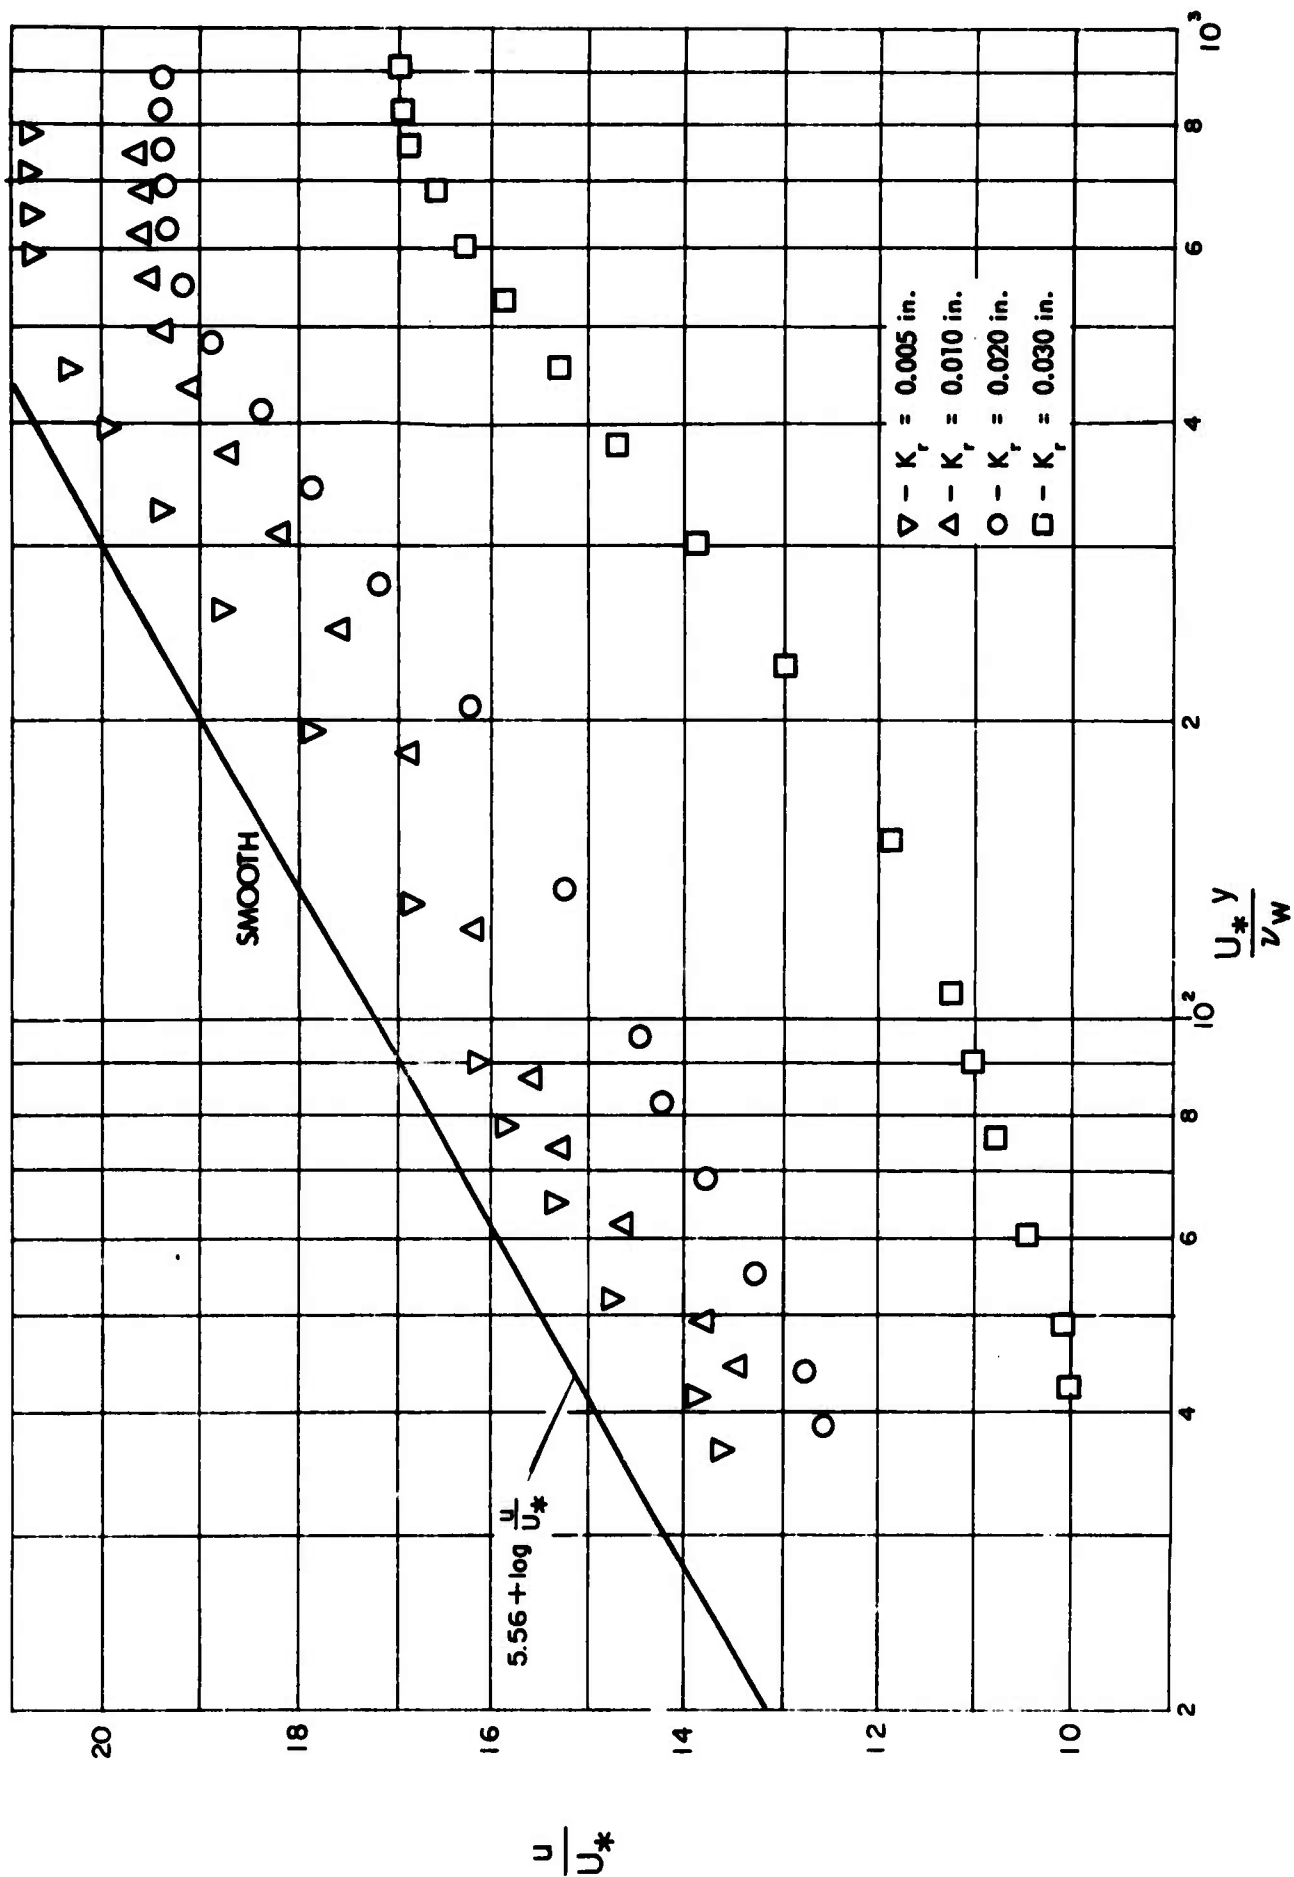 u
U*
20
18
16
14
12
10
SMOOTH
5.56+log u
U*
▽ – Kr = 0.005 in.
△ – Kr = 0.010 in.
○ – Kr = 0.020 in.
□ – Kr = 0.030 in.
2
4
6
8
10²
2
4
6
8
10³
U* y
νw